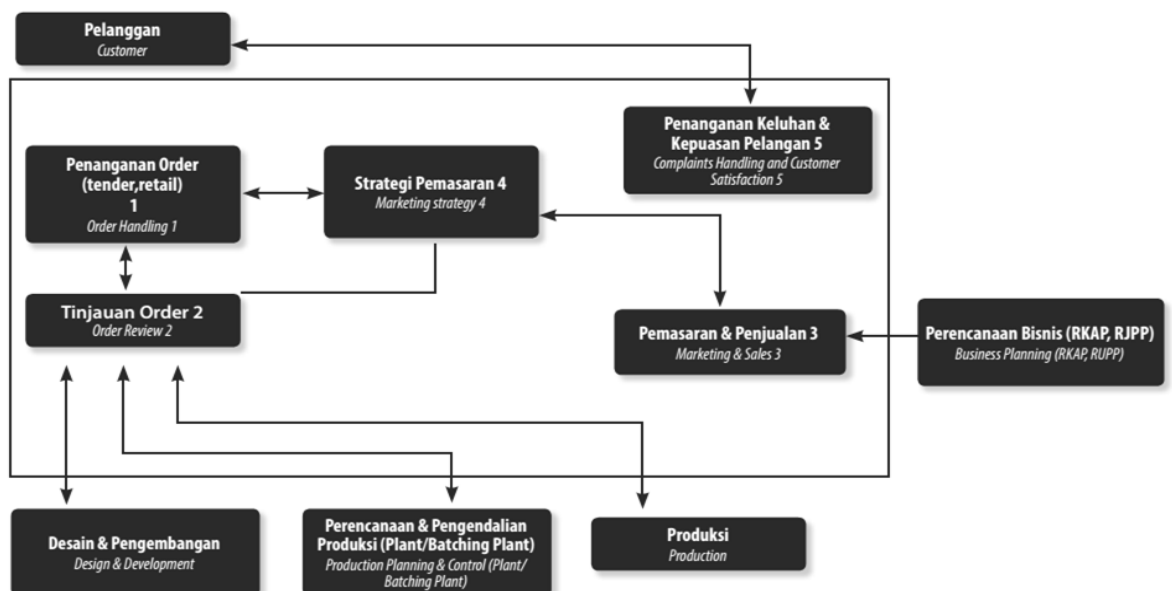 Pelanggan
Customer
Penanganan Keluhan &
Kepuasan Pelangan 5
Complaints Handling and Customer
Satisfaction 5
Penanganan Order
(tender,retail)
1
Order Handling 1
Strategi Pemasaran 4
Marketing strategy 4
Tinjauan Order 2
Order Review 2
Pemasaran & Penjualan 3
Marketing & Sales 3
Perencanaan Bisnis (RKAP, RJPP)
Business Planning (RKAP, RUPP)
Desain & Pengembangan
Design & Development
Perencanaan & Pengendalian
Produksi (Plant/Batching Plant)
Production Planning & Control (Plant/
Batching Plant)
Produksi
Production